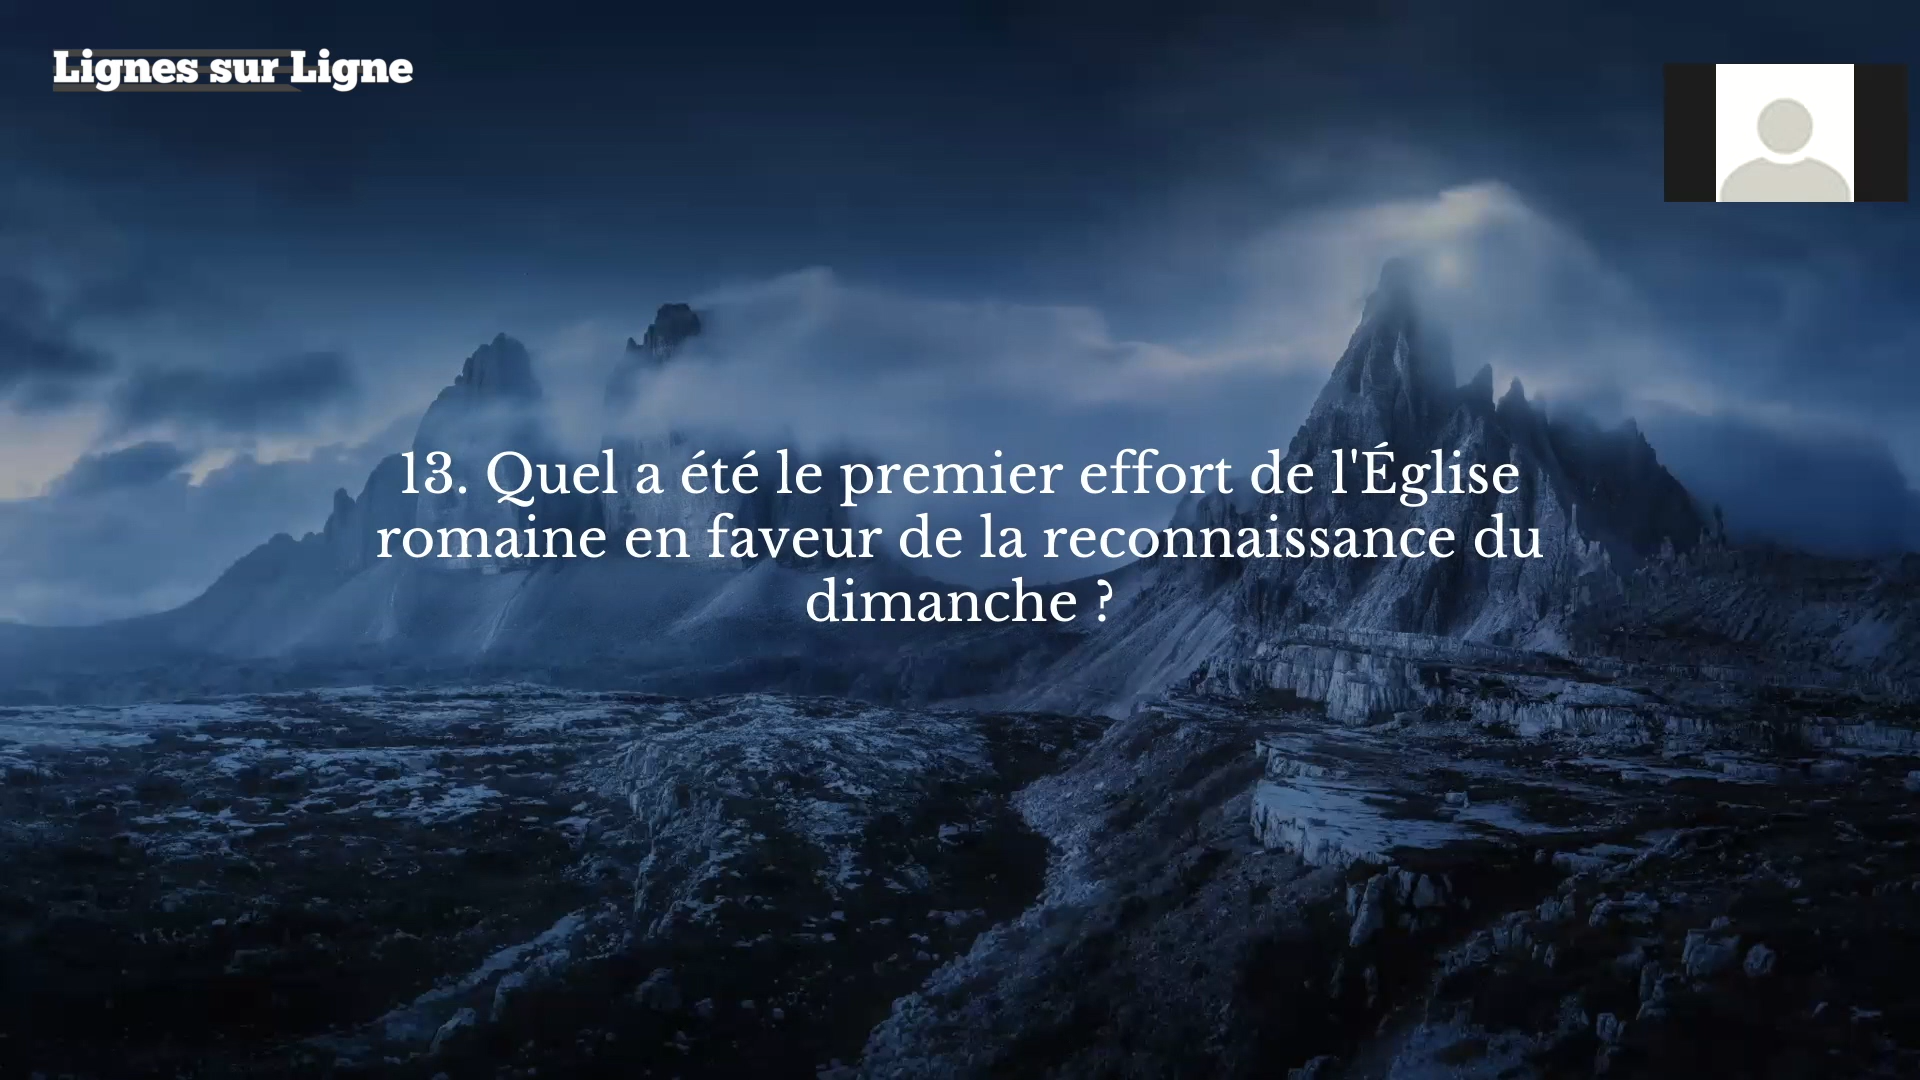 Lignes sur Ligne
13. Quel a été le premier effort de l'Église
romaine en faveur de la reconnaissance du
dimanche ?